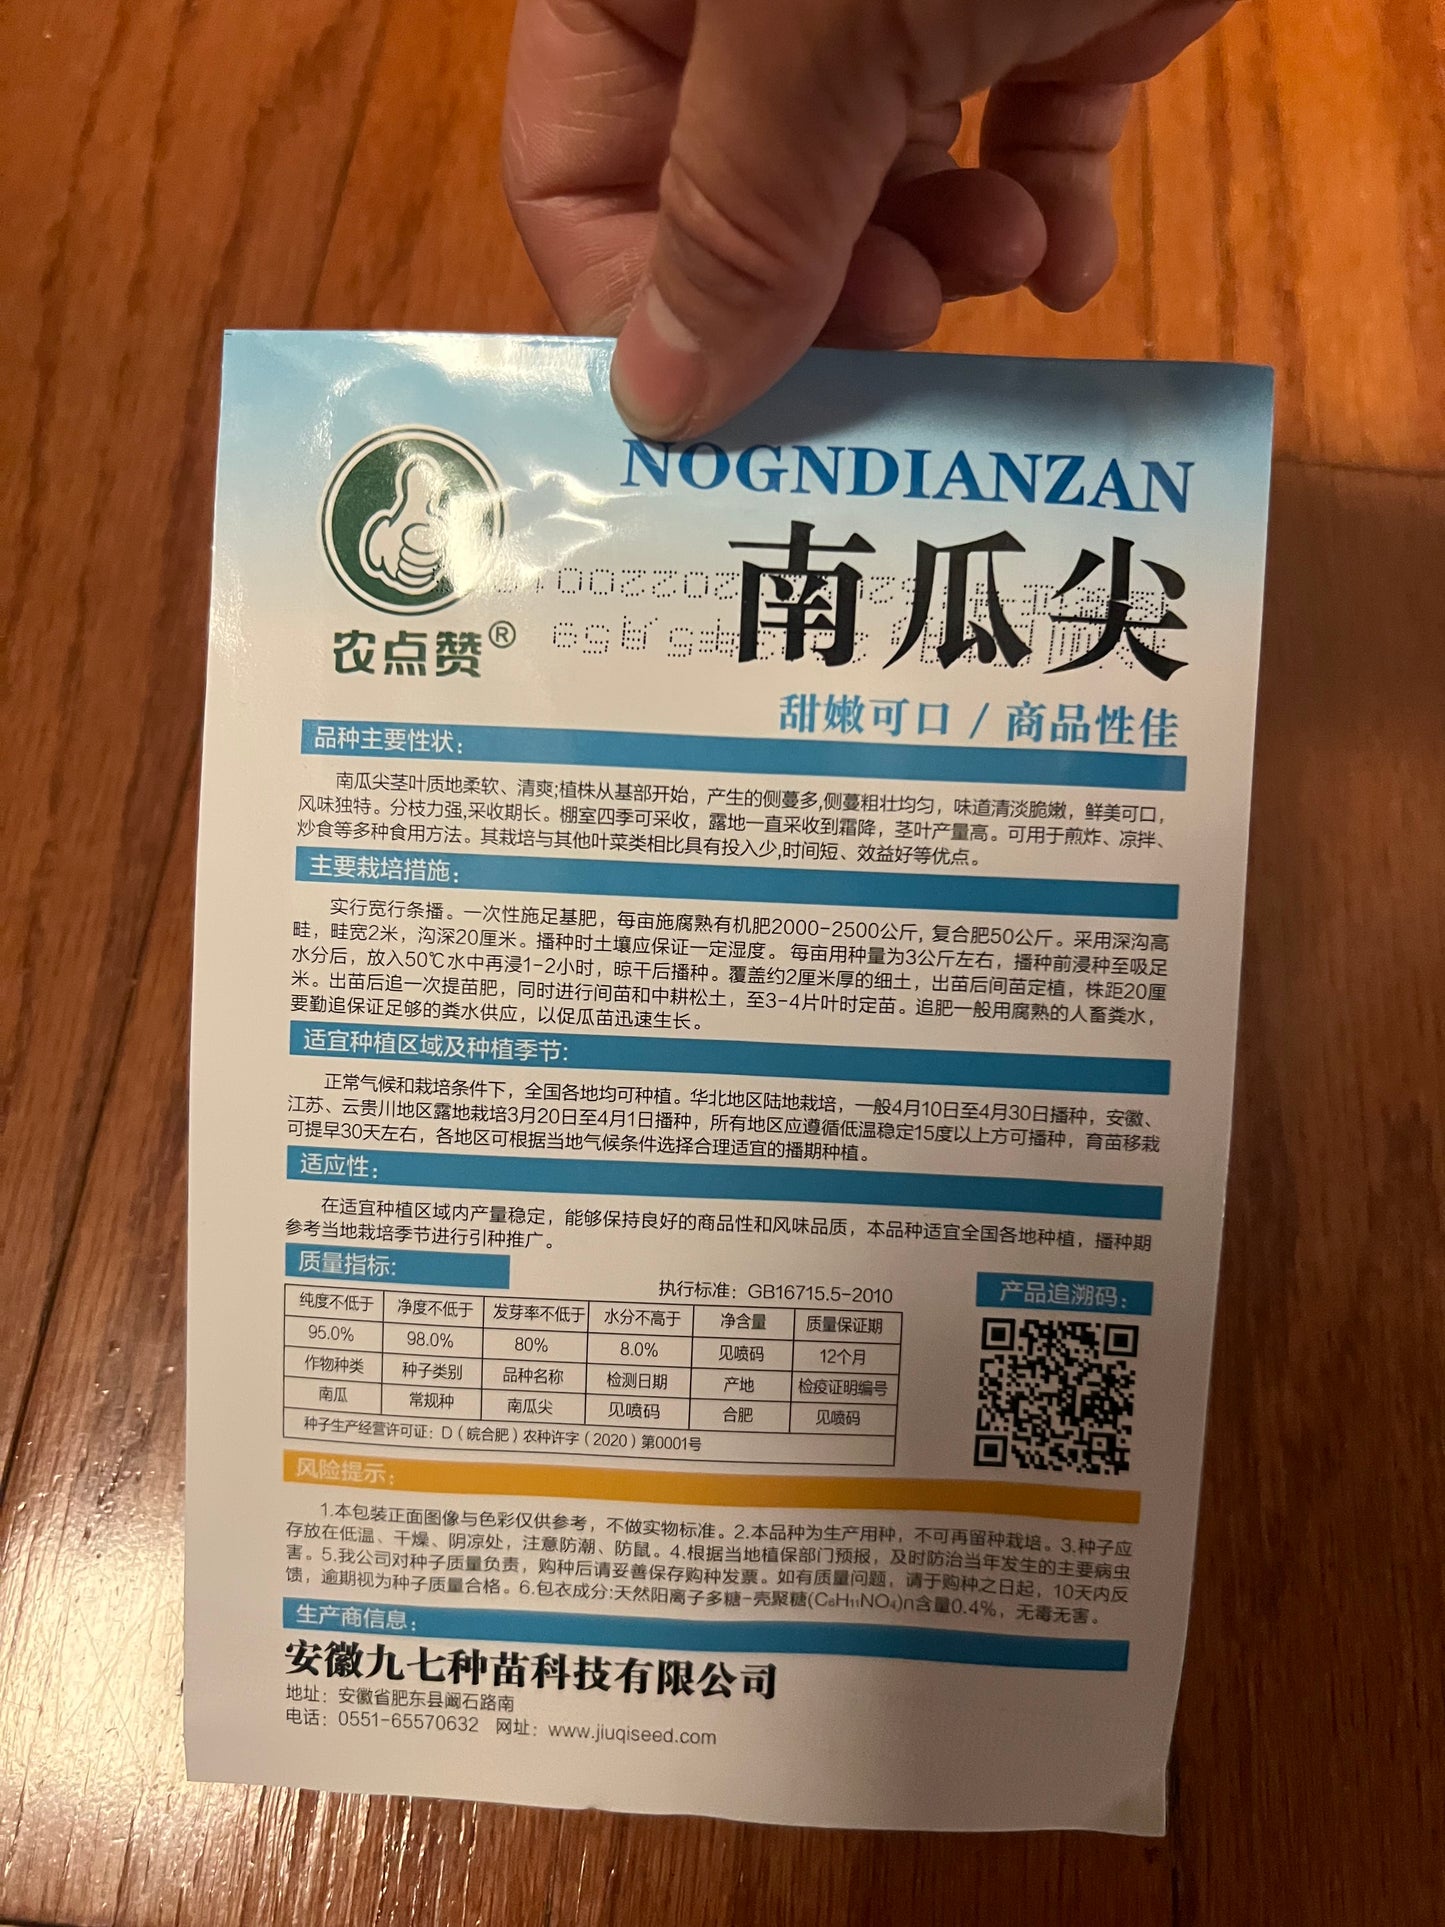 NOGNDIANZAN
南瓜尖
农点赞®
甜嫩可口 / 商品性佳
品种主要性状：
南瓜尖茎叶质地柔软、清爽;植株从基部开始，产生的侧蔓多,侧蔓粗壮均匀，味道清淡脆嫩，鲜美可口，
风味独特。分枝力强,采收期长。棚室四季可采收，露地一直采收到霜降，茎叶产量高。可用于煎炸、凉拌、
炒食等多种食用方法。其栽培与其他叶菜类相比具有投入少,时间短、效益好等优点。
主要栽培措施：
实行宽行条播。一次性施足基肥，每亩施腐熟有机肥2000-2500公斤, 复合肥50公斤。采用深沟高
畦，畦宽2米，沟深20厘米。播种时土壤应保证一定湿度。每亩用种量为3公斤左右，播种前浸种至吸足
水分后，放入50℃水中再浸1-2小时，晾干后播种。覆盖约2厘米厚的细土，出苗后间苗定植，株距20厘
米。出苗后追一次提苗肥，同时进行间苗和中耕松土，至3-4片叶时定苗。追肥一般用腐熟的人畜粪水，
要勤追保证足够的粪水供应，以促瓜苗迅速生长。
适宜种植区域及种植季节:
正常气候和栽培条件下，全国各地均可种植。华北地区陆地栽培，一般4月10日至4月30日播种，安徽、
江苏、云贵川地区露地栽培3月20日至4月1日播种，所有地区应遵循低温稳定15度以上方可播种，育苗移栽
可提早30天左右，各地区可根据当地气候条件选择合理适宜的播期种植。
适应性：
在适宜种植区域内产量稳定，能够保持良好的商品性和风味品质，本品种适宜全国各地种植，播种期
参考当地栽培季节进行引种推广。
质量指标:
执行标准：GB16715.5-2010
产品追溯码：
纯度不低于 净度不低于 发芽率不低于 水分不高于 净含量 质量保证期
95.0% 98.0% 80% 8.0% 见喷码 12个月
作物种类 种子类别 品种名称 检测日期 产地 检疫证明编号
南瓜 常规种 南瓜尖 见喷码 合肥 见喷码
种子生产经营许可证：D（皖合肥）农种许字（2020）第0001号
风险提示：
1.本包装正面图像与色彩仅供参考，不做实物标准。2.本品种为生产用种，不可再留种栽培。3.种子应
存放在低温、干燥、阴凉处，注意防潮、防鼠。4.根据当地植保部门预报，及时防治当年发生的主要病虫
害。5.我公司对种子质量负责，购种后请妥善保存购种发票。如有质量问题，请于购种之日起，10天内反
馈，逾期视为种子质量合格。6.包衣成分:天然阳离子多糖-壳聚糖(C₆H₁₁NO₄)n含量0.4%，无毒无害。
生产商信息：
安徽九七种苗科技有限公司
地址：安徽省肥东县阚石路南
电话：0551-65570632 网址：www.jiuqiseed.com